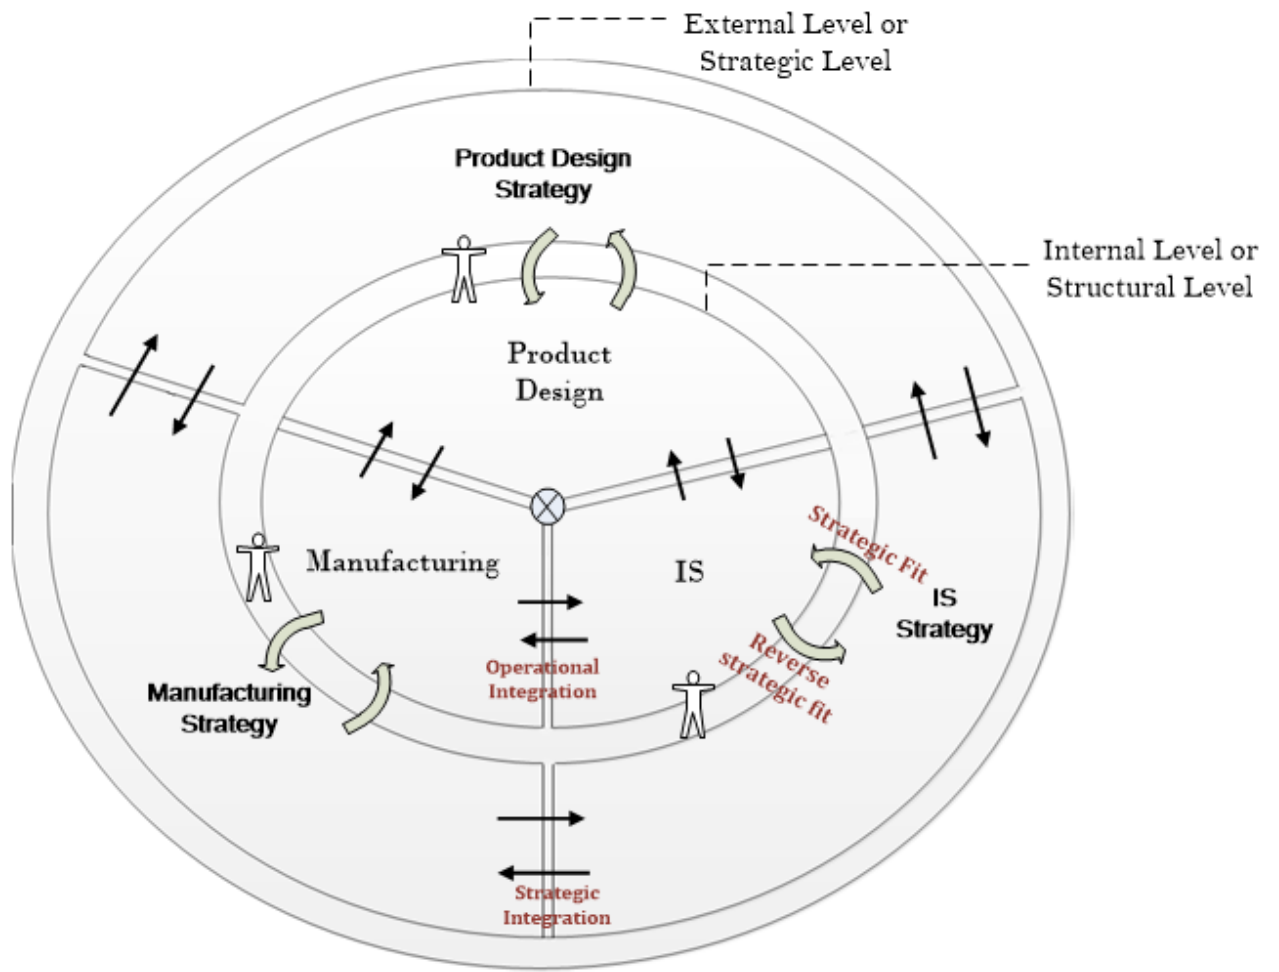 External Level or
Strategic Level
Product Design
Strategy
Internal Level or
Structural Level
Product
Design
Strategic Fit
Manufacturing
IS
IS
Strategy
Reverse
strategic fit
Operational
Integration
Manufacturing
Strategy
Strategic
Integration